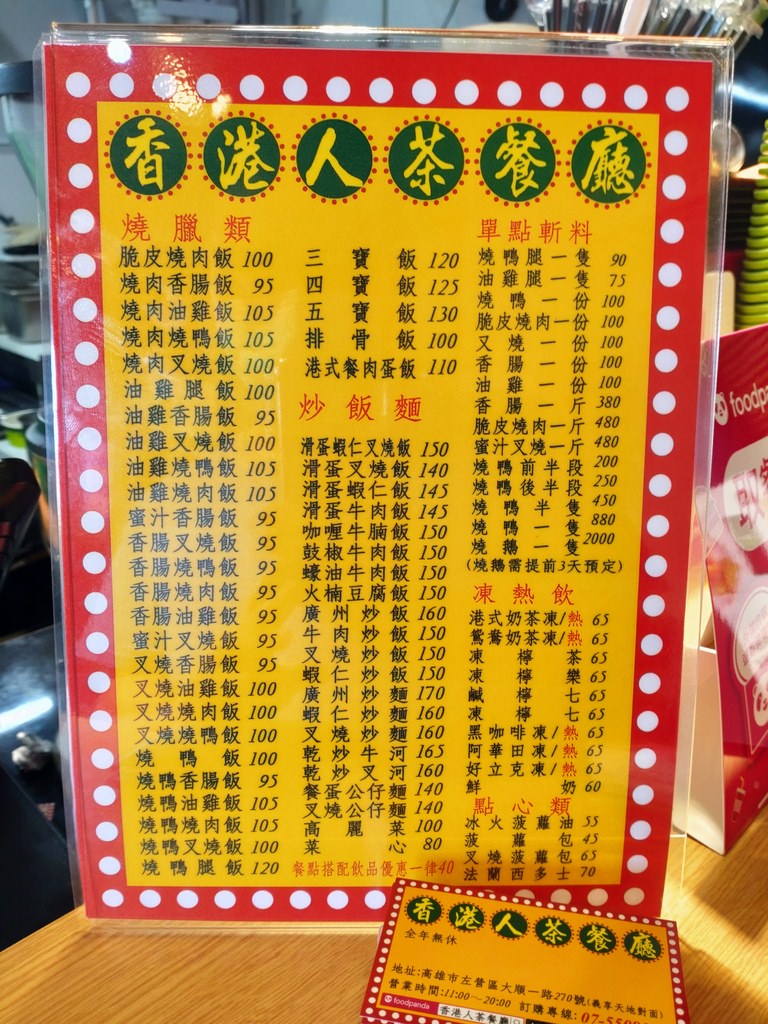 香港人茶餐廳
燒臘類
脆皮燒肉飯 100
燒肉香腸飯 95
燒肉油雞飯 105
燒肉燒鴨飯 105
燒肉叉燒飯 100
油雞腿飯 100
油雞香腸飯 95
油雞叉燒飯 100
油雞燒鴨飯 105
油雞燒肉飯 105
蜜汁香腸飯 95
香腸叉燒飯 95
香腸燒鴨飯 95
香腸燒肉飯 95
香腸油雞飯 95
蜜汁叉燒飯 95
叉燒香腸飯 95
叉燒油雞飯 100
叉燒燒肉飯 100
叉燒燒鴨飯 100
燒鴨飯 100
燒鴨香腸飯 95
燒鴨油雞飯 105
燒鴨燒肉飯 105
燒鴨叉燒飯 100
燒鴨腿飯 120
三寶飯 120
四寶飯 125
五寶飯 130
排骨飯 100
港式餐肉蛋飯 110
炒飯麵
滑蛋蝦仁叉燒飯 150
滑蛋叉燒飯 140
滑蛋蝦仁飯 145
滑蛋牛肉飯 145
咖喱牛腩飯 150
鼓椒牛肉飯 150
蠔油牛肉飯 150
火楠豆腐飯 150
廣州炒飯 160
牛肉炒飯 150
叉燒炒飯 150
蝦仁炒飯 150
廣州炒麵 170
蝦仁炒麵 160
叉燒炒麵 160
乾炒牛河 165
乾炒叉河 160
餐蛋公仔麵 140
叉燒公仔麵 140
高麗菜 100
菜心 80
餐點搭配飲品優惠一律40
單點斬料
燒鴨腿一隻 90
油雞腿一隻 75
燒鴨一份 100
脆皮燒肉一份 100
叉燒一份 100
香腸一份 100
油雞一份 100
香腸一斤 380
脆皮燒肉一斤 480
蜜汁叉燒一斤 480
燒鴨前半段 200
燒鴨後半段 250
燒鴨半隻 450
燒鴨一隻 880
燒鵝一隻 2000
(燒鵝需提前3天預定)
凍熱飲
港式奶茶凍/熱 65
鴛鴦奶茶凍/熱 65
凍檸茶 65
凍檸樂 65
鹹檸七 65
凍檸七 65
黑咖啡凍/熱 65
阿華田凍/熱 65
好立克凍/熱 65
鮮奶 60
點心類
冰火菠蘿油 55
菠蘿包 45
叉燒菠蘿包 65
法蘭西多士 70
香港人茶餐廳
全年無休
地址:高雄市左營區大順一路270號(義享天地對面)
營業時間:11:00～20:00 訂購專線:
foodpanda 香港人茶餐廳
foodpanda